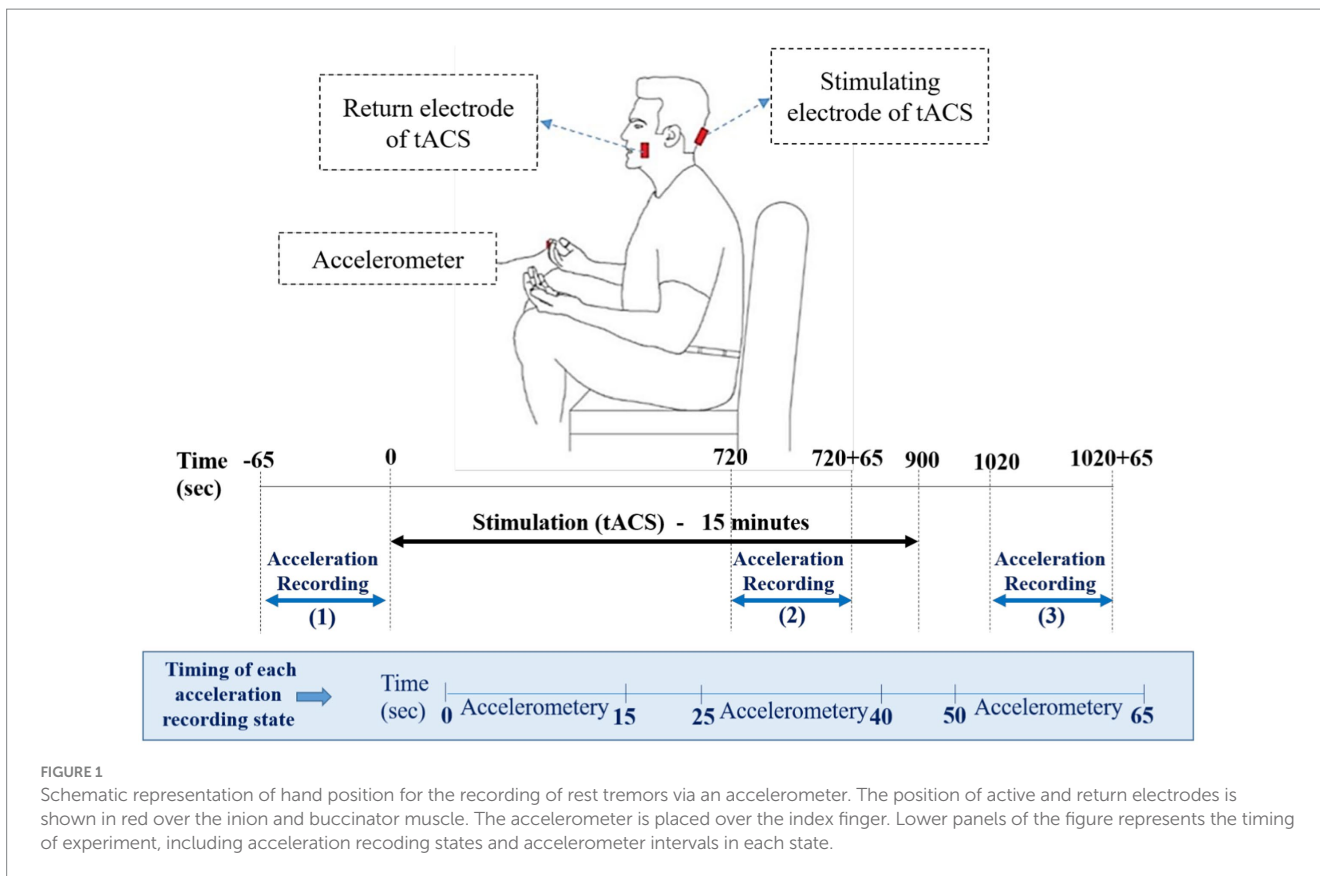 Return electrode
of tACS
Stimulating
electrode of tACS
Accelerometer
Time
(sec)
-65
0
720
720+65
900
1020
1020+65
Stimulation (tACS) - 15 minutes
Acceleration
Recording
(1)
Acceleration
Recording
(2)
Acceleration
Recording
(3)
Timing of each
acceleration
recording state
Time
(sec)
0 Accelerometery 15 25 Accelerometery 40 50 Accelerometery 65
FIGURE 1
Schematic representation of hand position for the recording of rest tremors via an accelerometer. The position of active and return electrodes is
shown in red over the inion and buccinator muscle. The accelerometer is placed over the index finger. Lower panels of the figure represents the timing
of experiment, including acceleration recoding states and accelerometer intervals in each state.